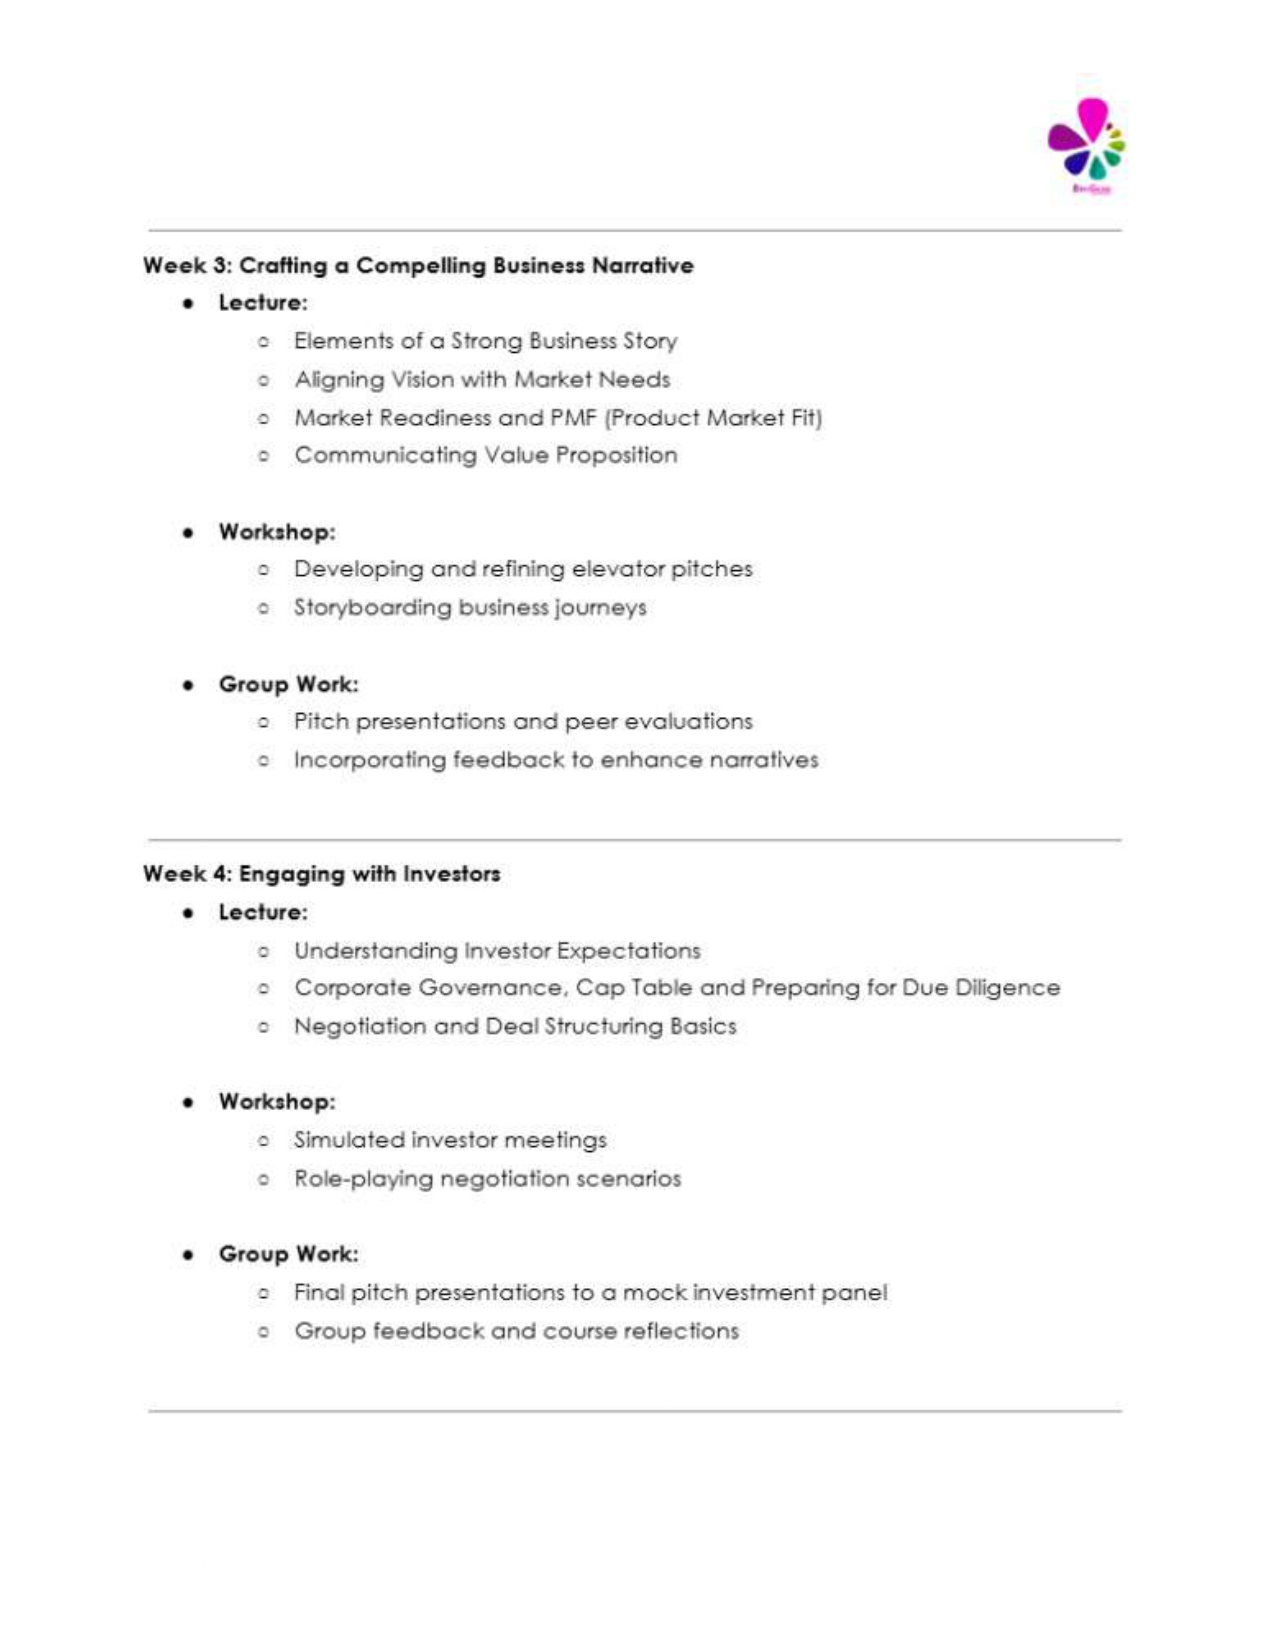 Week 3: Crafting a Compelling Business Narrative
● Lecture:
○ Elements of a Strong Business Story
○ Aligning Vision with Market Needs
○ Market Readiness and PMF (Product Market Fit)
○ Communicating Value Proposition
● Workshop:
○ Developing and refining elevator pitches
○ Storyboarding business journeys
● Group Work:
○ Pitch presentations and peer evaluations
○ Incorporating feedback to enhance narratives
Week 4: Engaging with Investors
● Lecture:
○ Understanding Investor Expectations
○ Corporate Governance, Cap Table and Preparing for Due Diligence
○ Negotiation and Deal Structuring Basics
● Workshop:
○ Simulated investor meetings
○ Role-playing negotiation scenarios
● Group Work:
○ Final pitch presentations to a mock investment panel
○ Group feedback and course reflections